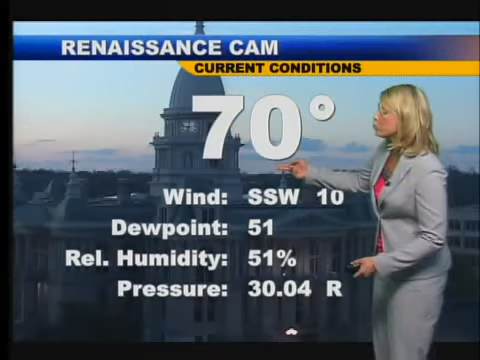 RENAISSANCE CAM
CURRENT CONDITIONS
70°
Wind: SSW 10
Dewpoint: 51
Rel. Humidity: 51%
Pressure: 30.04 R